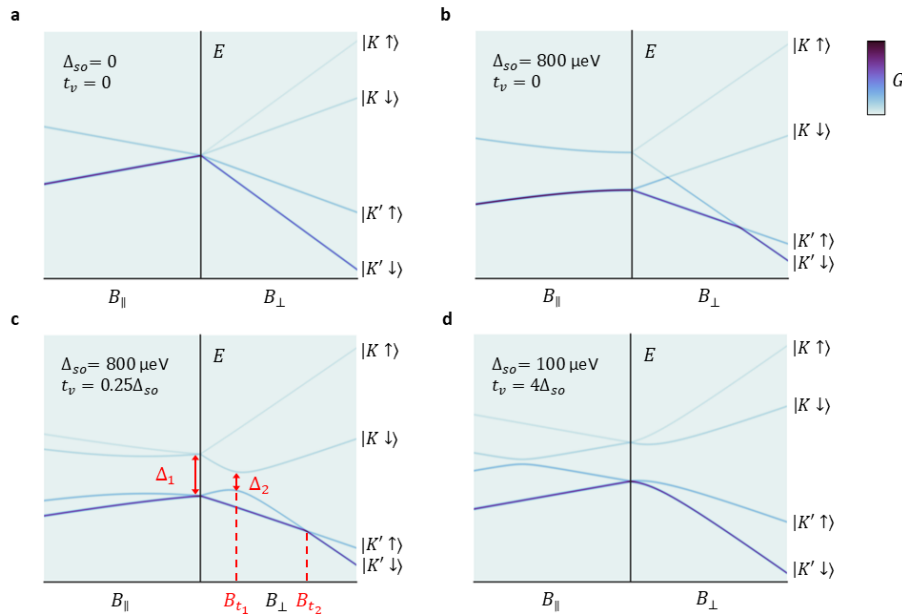 a
Δso = 0
tv = 0
E
|K ↑⟩
|K ↓⟩
|K′ ↑⟩
|K′ ↓⟩
B∥
B⊥
b
Δso = 800 μeV
tv = 0
E
|K ↑⟩
|K ↓⟩
|K′ ↑⟩
|K′ ↓⟩
B∥
B⊥
G
c
Δso = 800 μeV
tv = 0.25Δso
E
|K ↑⟩
|K ↓⟩
Δ1
Δ2
|K′ ↑⟩
|K′ ↓⟩
B∥
Bt1
B⊥
Bt2
d
Δso = 100 μeV
tv = 4Δso
E
|K ↑⟩
|K ↓⟩
|K′ ↑⟩
|K′ ↓⟩
B∥
B⊥